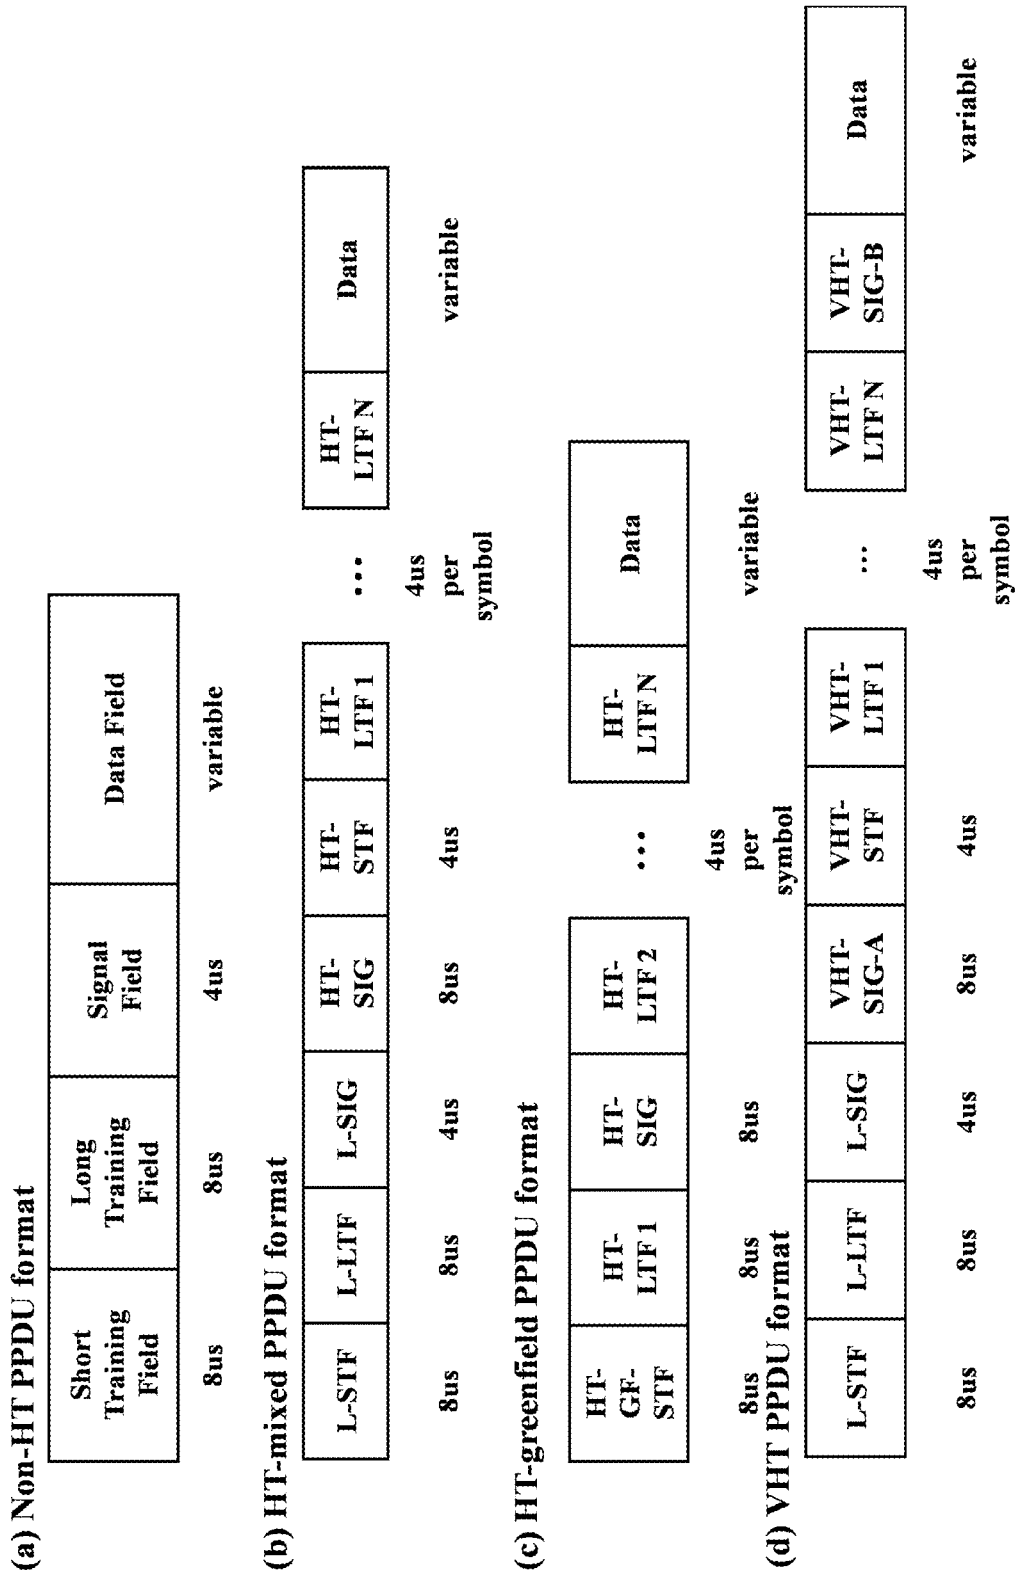 (a) Non-HT PPDU format
Short
Training
Field
Long
Training
Field
Signal
Field
Data Field
8us
8us
4us
variable
(b) HT-mixed PPDU format
L-STF
L-LTF
L-SIG
HT-
SIG
HT-
STF
HT-
LTF 1
...
HT-
LTF N
Data
8us
8us
4us
8us
4us
4us
per
symbol
variable
(c) HT-greenfield PPDU format
HT-
GF-
STF
HT-
LTF 1
HT-
SIG
HT-
LTF 2
...
HT-
LTF N
Data
8us
8us
8us
4us
per
symbol
variable
(d) VHT PPDU format
L-STF
L-LTF
L-SIG
VHT-
SIG-A
VHT-
STF
VHT-
LTF 1
...
VHT-
LTF N
VHT-
SIG-B
Data
8us
8us
4us
8us
4us
4us
per
symbol
variable